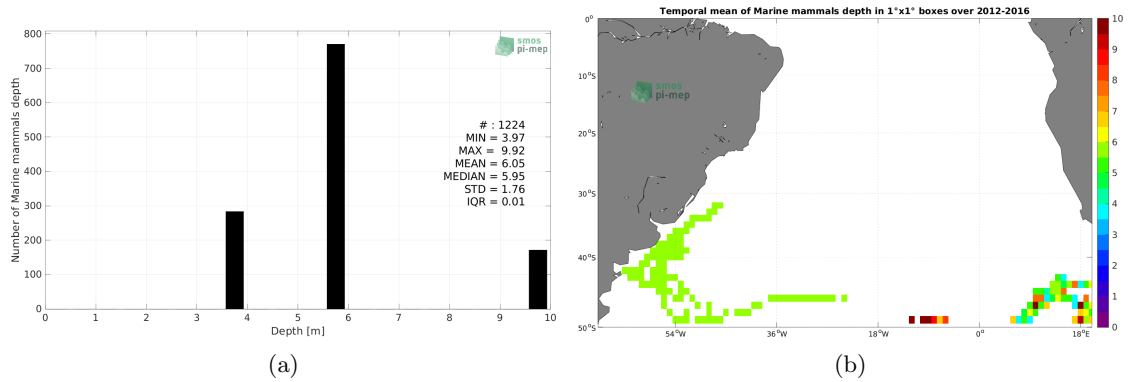 smos
pi-mep
Number of Marine mammals depth
800
700
600
500
400
300
200
100
0
# : 1224
MIN = 3.97
MAX = 9.92
MEAN = 6.05
MEDIAN = 5.95
STD = 1.76
IQR = 0.01
0 1 2 3 4 5 6 7 8 9 10
Depth [m]
(a)
Temporal mean of Marine mammals depth in 1°x1° boxes over 2012-2016
smos
pi-mep
0°
10°S
20°S
30°S
40°S
50°S
54°W 36°W 18°W 0° 18°E
10
9
8
7
6
5
4
3
2
1
0
(b)